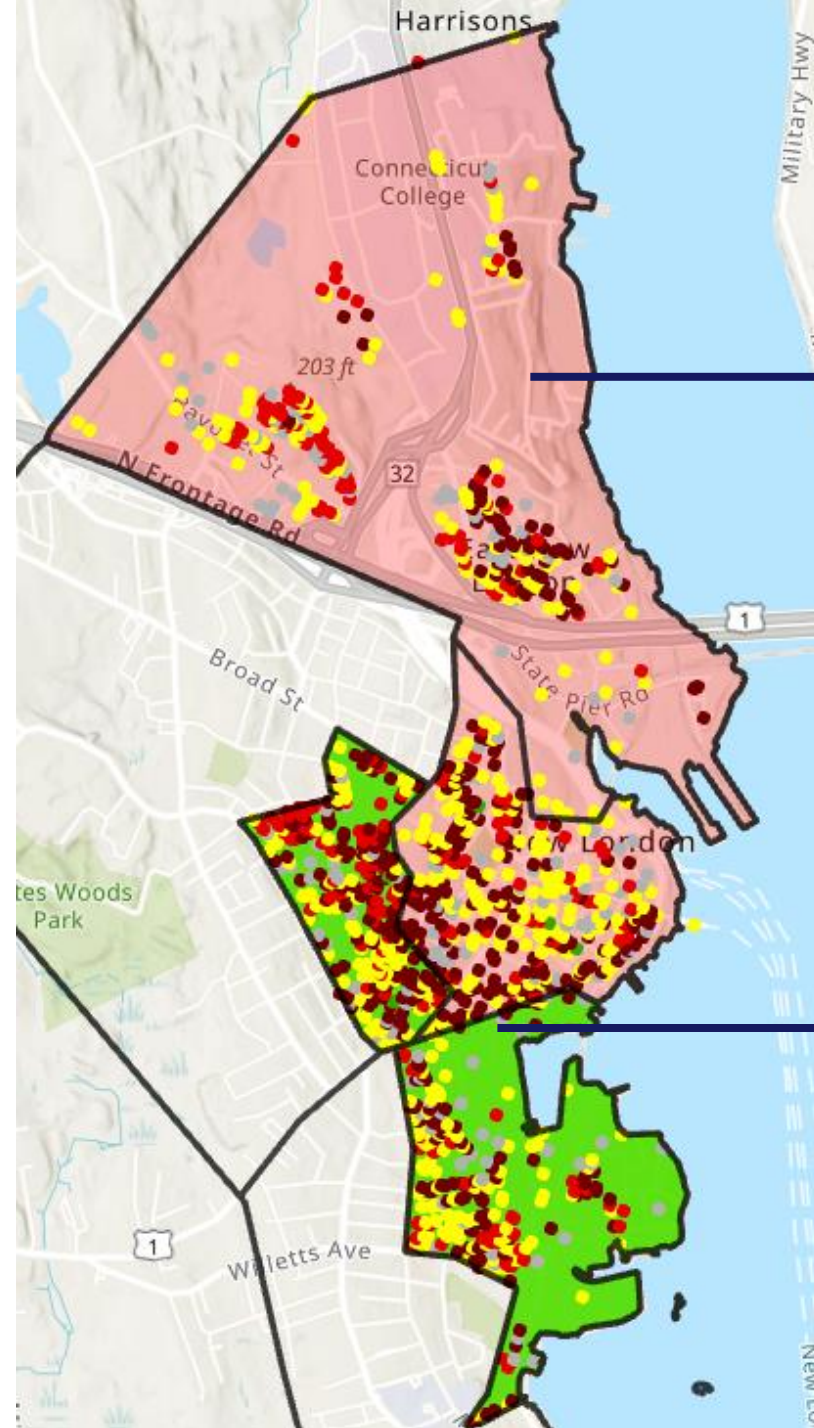 Harrisons
Military Hwy
Connecticut
College
203 ft
N Frontage Rd
32
1
Broad St
State Pier Rd
London
Park
Woods
1
Willetts Ave